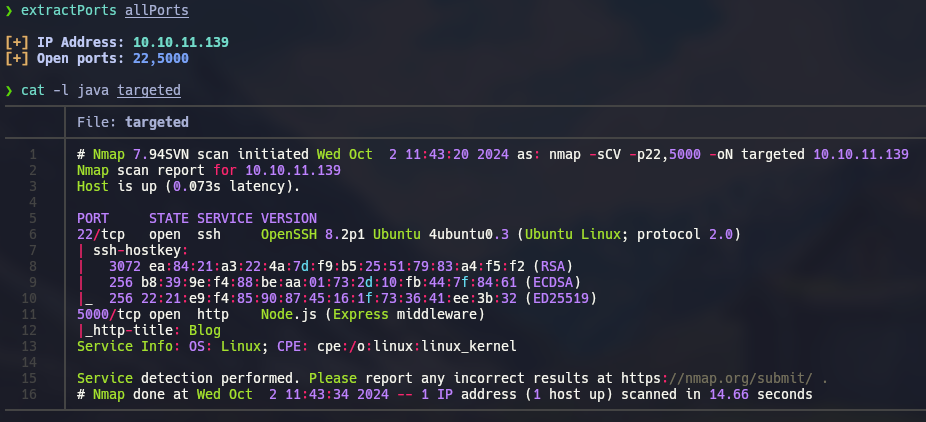 ❯ extractPorts allPorts
[+] IP Address: 10.10.11.139
[+] Open ports: 22,5000
❯ cat -l java targeted
File: targeted
1 # Nmap 7.94SVN scan initiated Wed Oct  2 11:43:20 2024 as: nmap -sCV -p22,5000 -oN targeted 10.10.11.139
2 Nmap scan report for 10.10.11.139
3 Host is up (0.073s latency).
4
5 PORT     STATE SERVICE VERSION
6 22/tcp   open  ssh     OpenSSH 8.2p1 Ubuntu 4ubuntu0.3 (Ubuntu Linux; protocol 2.0)
7 | ssh-hostkey:
8 |   3072 ea:84:21:a3:22:4a:7d:f9:b5:25:51:79:83:a4:f5:f2 (RSA)
9 |   256 b8:39:9e:f4:88:be:aa:01:73:2d:10:fb:44:7f:84:61 (ECDSA)
10 |_  256 22:21:e9:f4:85:90:87:45:16:1f:73:36:41:ee:3b:32 (ED25519)
11 5000/tcp open  http    Node.js (Express middleware)
12 |_http-title: Blog
13 Service Info: OS: Linux; CPE: cpe:/o:linux:linux_kernel
14
15 Service detection performed. Please report any incorrect results at https://nmap.org/submit/ .
16 # Nmap done at Wed Oct  2 11:43:34 2024 -- 1 IP address (1 host up) scanned in 14.66 seconds